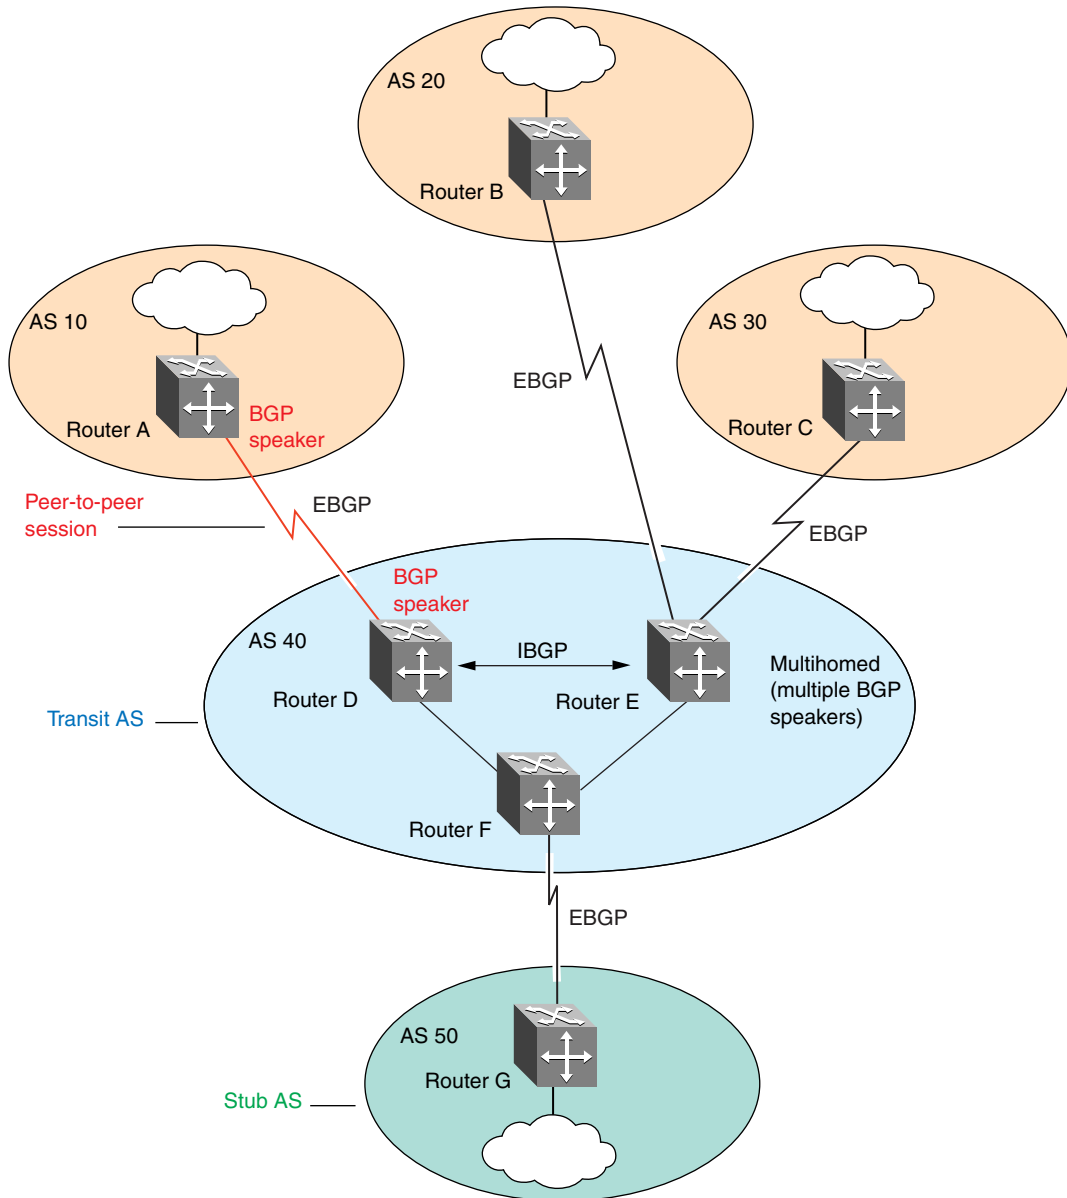 AS 20
Router B
AS 10
AS 30
EBGP
Router A
BGP
speaker
Router C
Peer-to-peer
session
EBGP
EBGP
BGP
speaker
AS 40
IBGP
Router D
Router E
Multihomed
(multiple BGP
speakers)
Transit AS
Router F
EBGP
AS 50
Router G
Stub AS